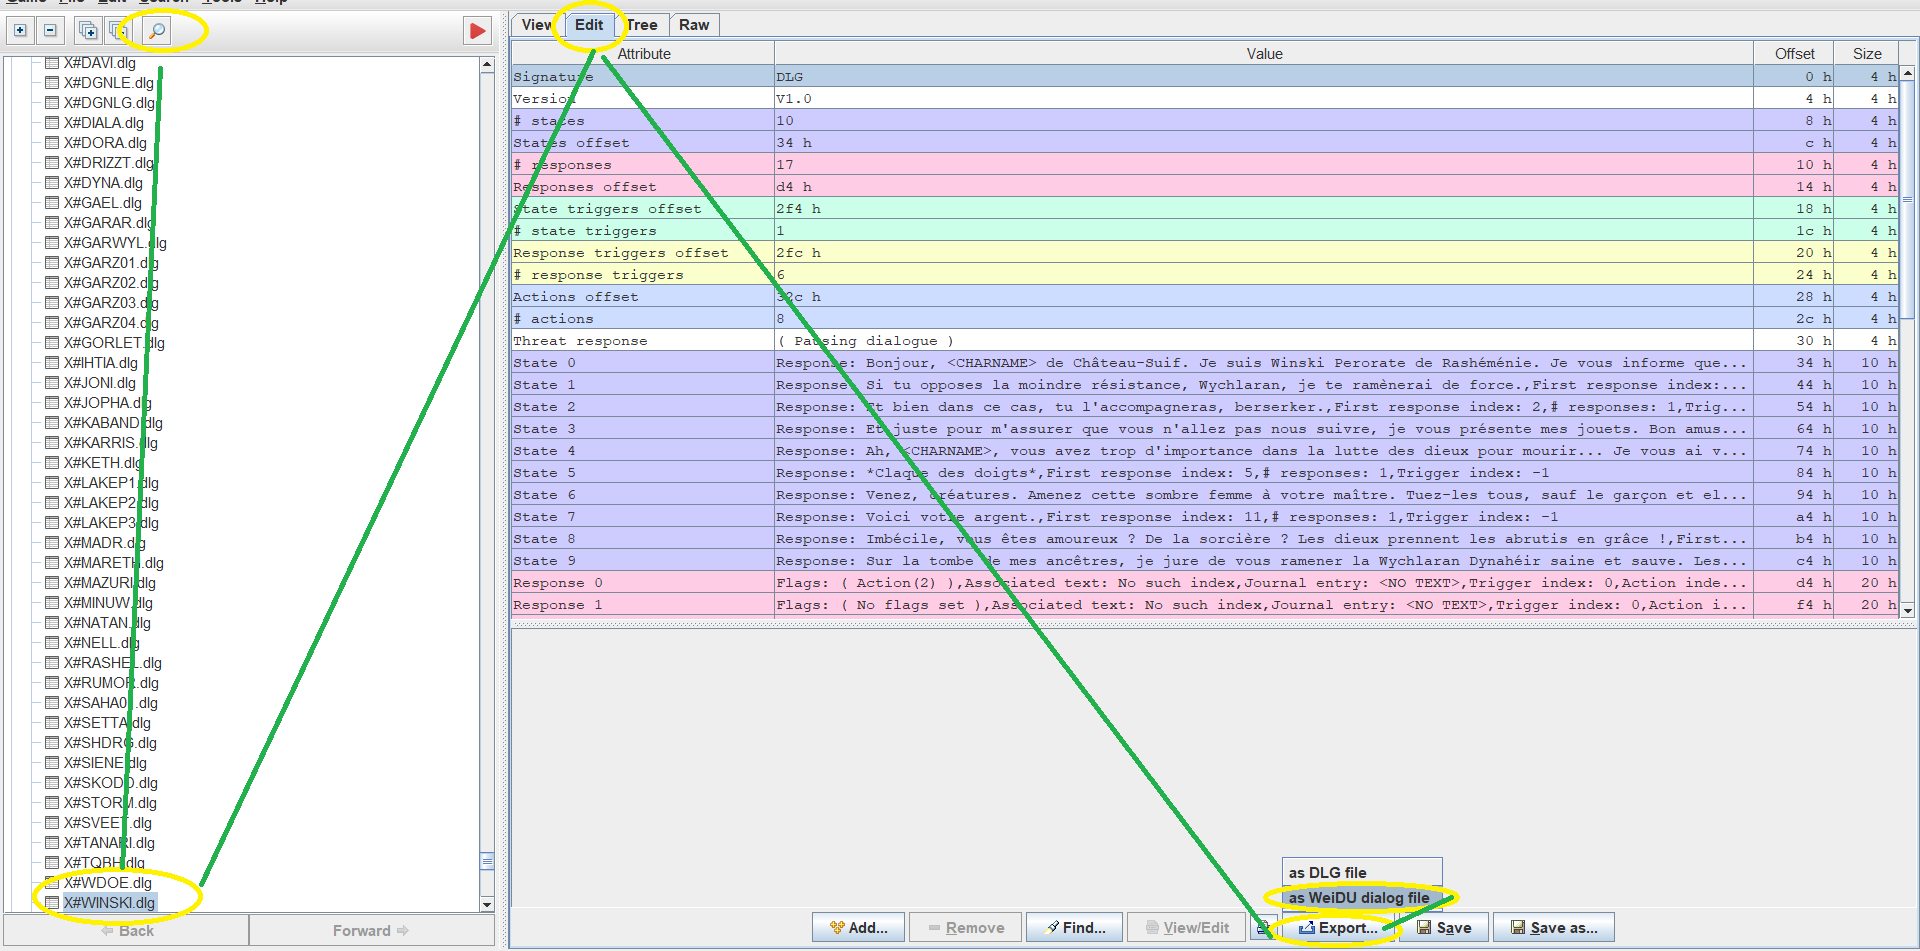 Game File Edit Search Tools Help
X#DAVI.dlg
X#DGNLE.dlg
X#DGNLG.dlg
X#DIALA.dlg
X#DORA.dlg
X#DRIZZT.dlg
X#DYNA.dlg
X#GAEL.dlg
X#GARAR.dlg
X#GARWYL.dlg
X#GARZ01.dlg
X#GARZ02.dlg
X#GARZ03.dlg
X#GARZ04.dlg
X#GORLET.dlg
X#IHTIA.dlg
X#JONI.dlg
X#JOPHA.dlg
X#KABAND.dlg
X#KARRIS.dlg
X#KETH.dlg
X#LAKEP1.dlg
X#LAKEP2.dlg
X#LAKEP3.dlg
X#MADR.dlg
X#MARETH.dlg
X#MAZURI.dlg
X#MINUW.dlg
X#NATAN.dlg
X#NELL.dlg
X#RASHEL.dlg
X#RUMOR.dlg
X#SETTA.dlg
X#SHDRG.dlg
X#SIENE.dlg
X#SKODD.dlg
X#STORM.dlg
X#SVEET.dlg
X#TANARI.dlg
X#TQBH.dlg
X#WDOE.dlg
X#WINSKI.dlg
Back Forward
View Edit Tree Raw
Attribute Value Offset Size
Signature DLG 0 h 4 h
Version V1.0 4 h 4 h
# states 10 8 h 4 h
States offset 34 h c h 4 h
# responses 17 10 h 4 h
Responses offset d4 h 14 h 4 h
State triggers offset 2f4 h 18 h 4 h
# state triggers 1 1c h 4 h
Response triggers offset 2fc h 20 h 4 h
# response triggers 6 24 h 4 h
Actions offset 32c h 28 h 4 h
# actions 8 2c h 4 h
Threat response ( Pausing dialogue ) 30 h 4 h
State 0 Response: Bonjour, <CHARNAME> de Château-Suif. Je suis Winski Perorate de Rashéménie. Je vous informe que... 34 h 10 h
State 1 Response: Si tu opposes la moindre résistance, Wychlaran, je te ramènerai de force.,First response index:... 44 h 10 h
State 2 Response: Et bien dans ce cas, tu l'accompagneras, berserker.,First response index: 2,# responses: 1,Trig... 54 h 10 h
State 3 Response: Et juste pour m'assurer que vous n'allez pas nous suivre, je vous présente mes jouets. Bon amus... 64 h 10 h
State 4 Response: Ah, <CHARNAME>, vous avez trop d'importance dans la lutte des dieux pour mourir... Je vous ai v... 74 h 10 h
State 5 Response: *Claque des doigts*,First response index: 5,# responses: 1,Trigger index: -1 84 h 10 h
State 6 Response: Venez, créatures. Amenez cette sombre femme à votre maître. Tuez-les tous, sauf le garçon et el... 94 h 10 h
State 7 Response: Voici votre argent.,First response index: 11,# responses: 1,Trigger index: -1 a4 h 10 h
State 8 Response: Imbécile, vous êtes amoureux ? De la sorcière ? Les dieux prennent les abrutis en grâce !,First... b4 h 10 h
State 9 Response: Sur la tombe de mes ancêtres, je jure de vous ramener la Wychlaran Dynahéir saine et sauve. Les... c4 h 10 h
Response 0 Flags: ( Action(2) ),Associated text: No such index,Journal entry: <NO TEXT>,Trigger index: 0,Action inde... d4 h 20 h
Response 1 Flags: ( No flags set ),Associated text: No such index,Journal entry: <NO TEXT>,Trigger index: 0,Action i... f4 h 20 h
as DLG file
as WeiDU dialog file
Add... Remove Find... View/Edit Export... Save Save as...